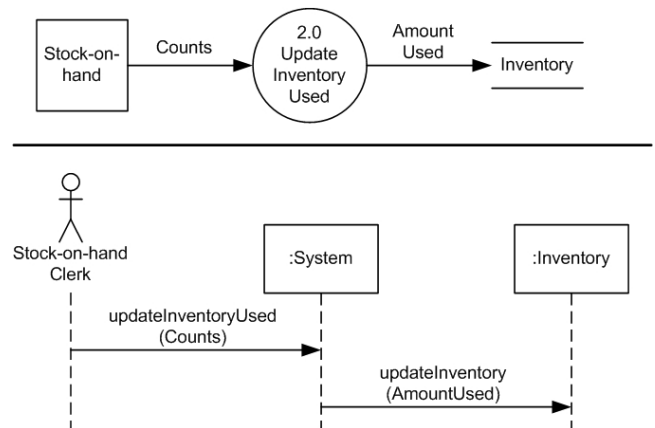 Stock-on-
hand
Counts
2.0
Update
Inventory
Used
Amount
Used
Inventory
Stock-on-hand
Clerk
:System
:Inventory
updateInventoryUsed
(Counts)
updateInventory
(AmountUsed)